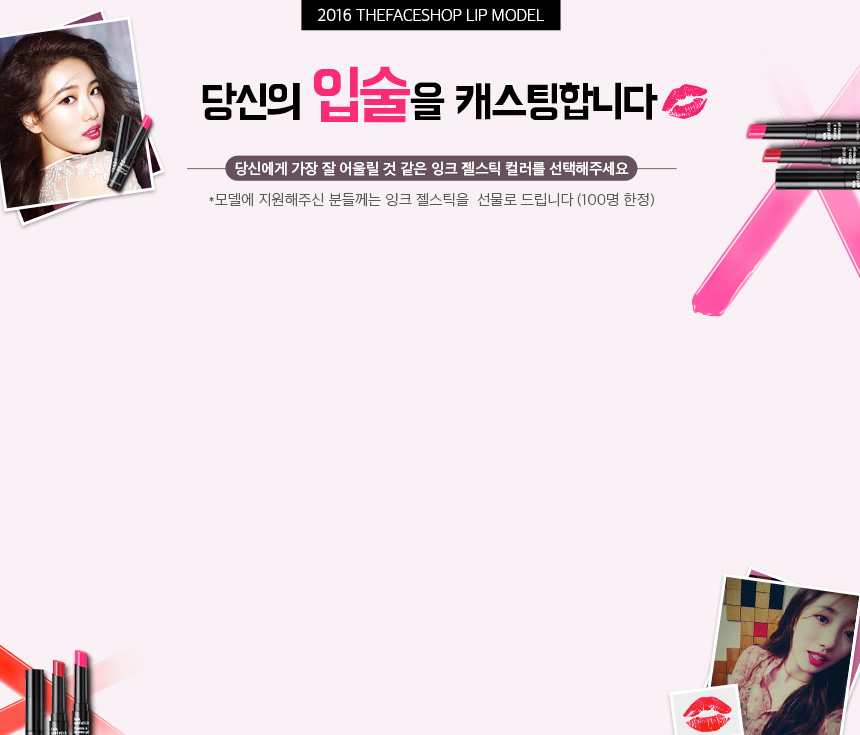 2016 THEFACESHOP LIP MODEL
당신의 입술을 캐스팅합니다
당신에게 가장 잘 어울릴 것 같은 잉크 젤스틱 컬러를 선택해주세요
*모델에 지원해주신 분들께는 잉크 젤스틱을 선물로 드립니다 (100명 한정)